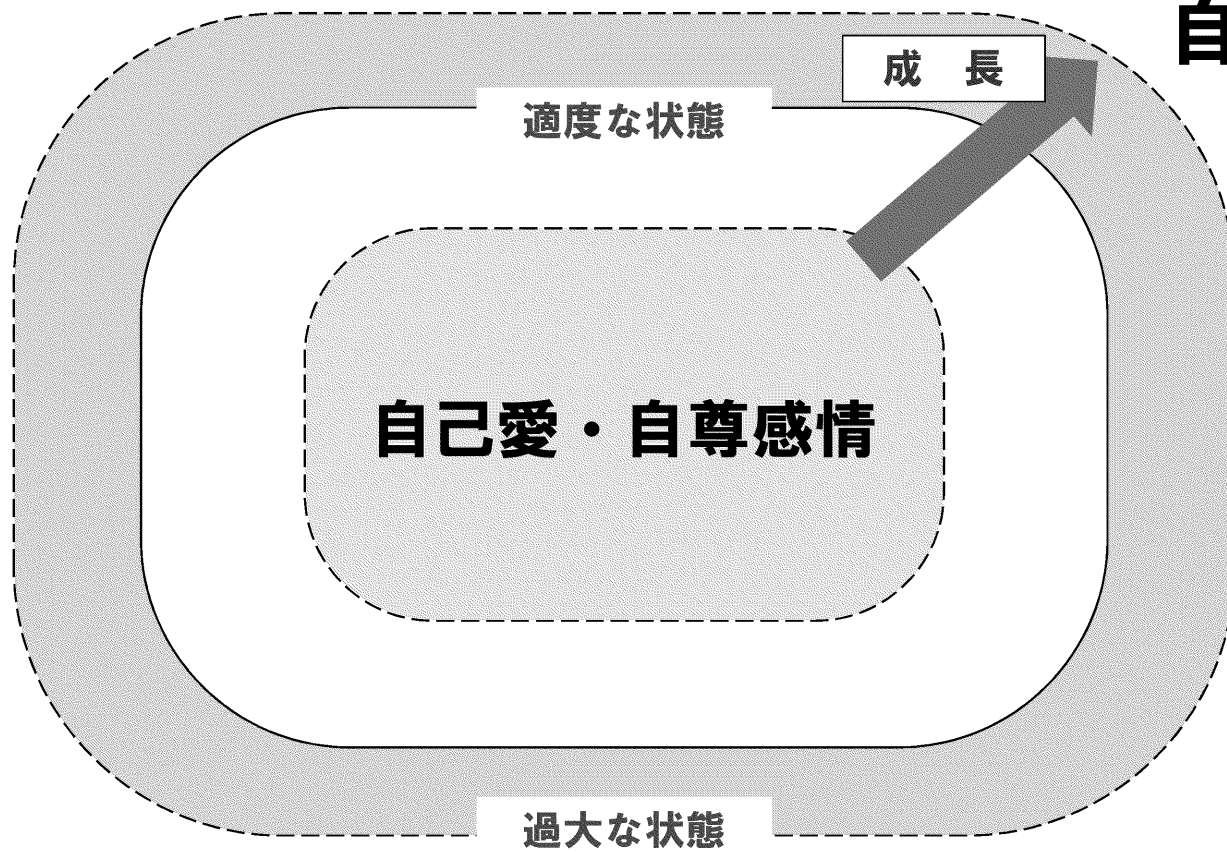 自
成 長
適度な状態
自己愛・自尊感情
過大な状態